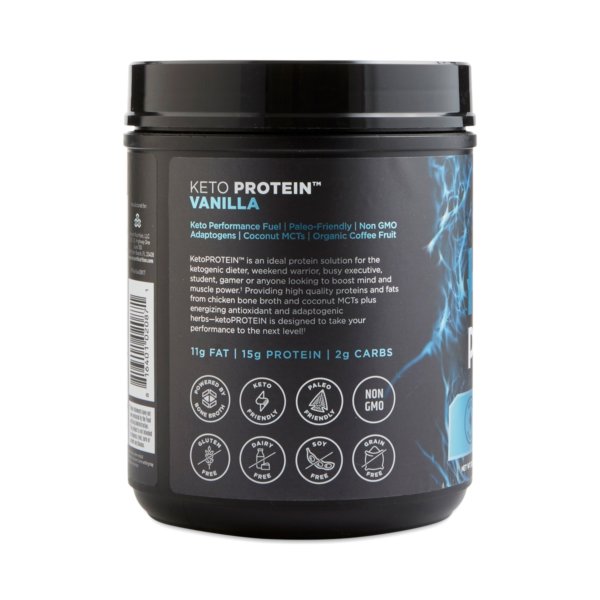 KETO PROTEIN™
VANILLA
Keto Performance Fuel | Paleo-Friendly | Non GMO
Adaptogens | Coconut MCTs | Organic Coffee Fruit
KetoPROTEIN™ is an ideal protein solution for the
ketogenic dieter, weekend warrior, busy executive,
student, gamer or anyone looking to boost mind and
muscle power.† Providing high quality proteins and fats
from chicken bone broth and coconut MCTs plus
energizing antioxidant and adaptogenic
herbs—ketoPROTEIN is designed to take your
performance to the next level!†
11g FAT | 15g PROTEIN | 2g CARBS
POWERED BY BONE BROTH
KETO FRIENDLY
PALEO FRIENDLY
NON
GMO
GLUTEN FREE
DAIRY FREE
SOY FREE
GRAIN FREE